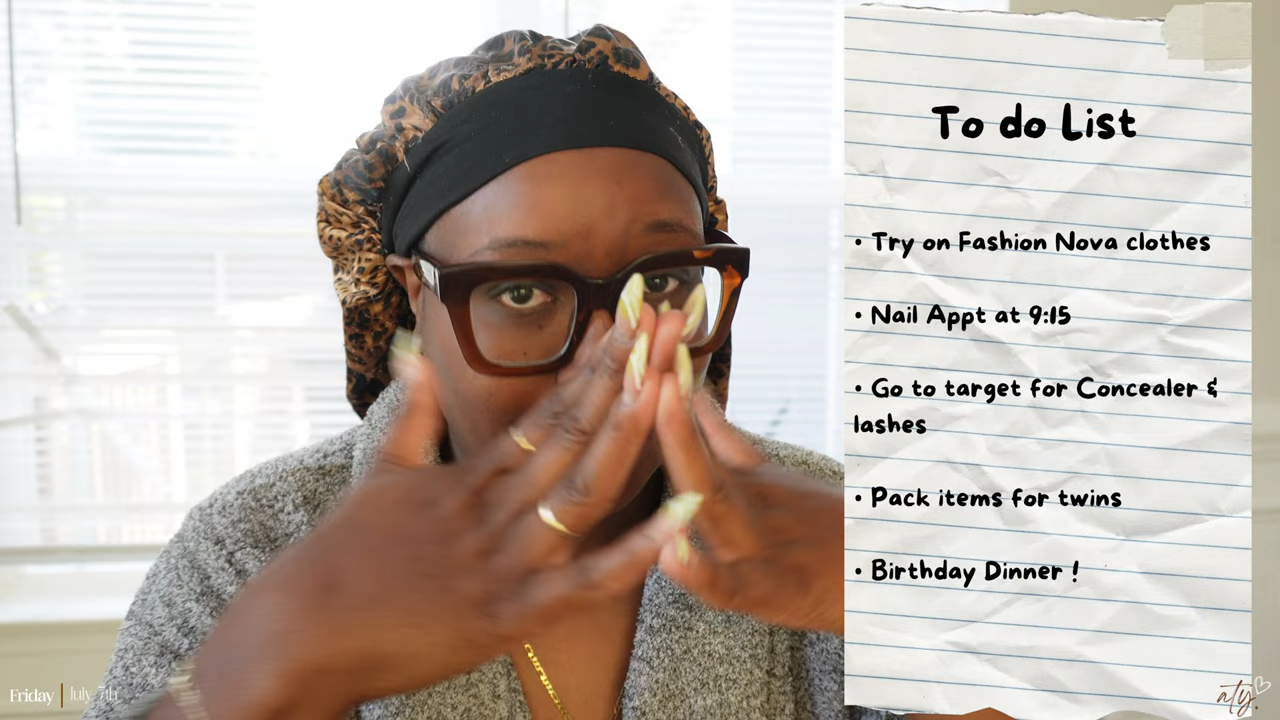 To do List
• Try on Fashion Nova clothes
• Nail Appt at 9:15
• Go to target for Concealer &
lashes
• Pack items for twins
• Birthday Dinner !
Friday | July 7th
aty.